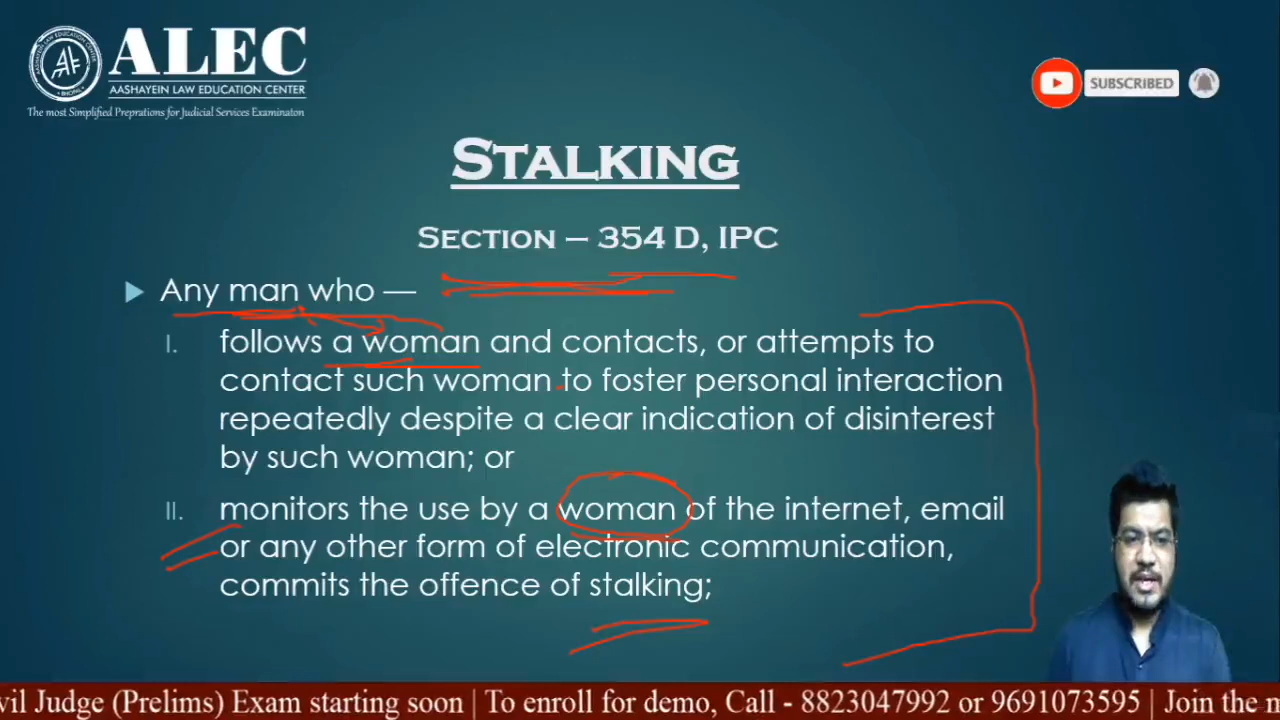 ALEC
AASHAYEIN LAW EDUCATION CENTER
The most Simplified Preprations for Judicial Services Examinaton
SUBSCRIBED
STALKING
SECTION – 354 D, IPC
Any man who —
I. follows a woman and contacts, or attempts to
contact such woman to foster personal interaction
repeatedly despite a clear indication of disinterest
by such woman; or
II. monitors the use by a woman of the internet, email
or any other form of electronic communication,
commits the offence of stalking;
vil Judge (Prelims) Exam starting soon | To enroll for demo, Call - 8823047992 or 9691073595 | Join the n